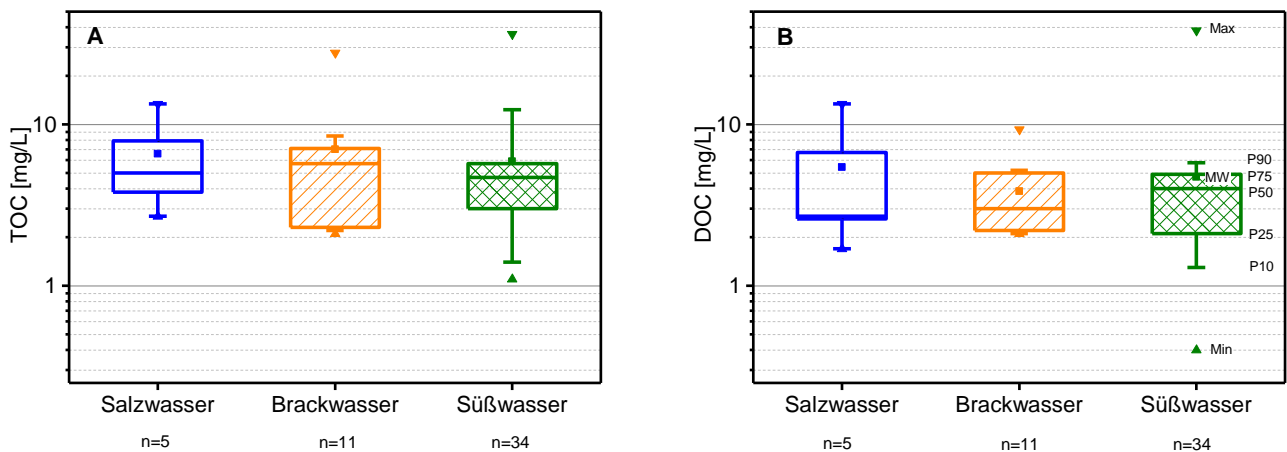 A
TOC [mg/L]
10
1
Salzwasser
Brackwasser
Süßwasser
n=5
n=11
n=34
B
DOC [mg/L]
10
1
Max
P90
MW
P75
P50
P25
P10
Min
Salzwasser
Brackwasser
Süßwasser
n=5
n=11
n=34